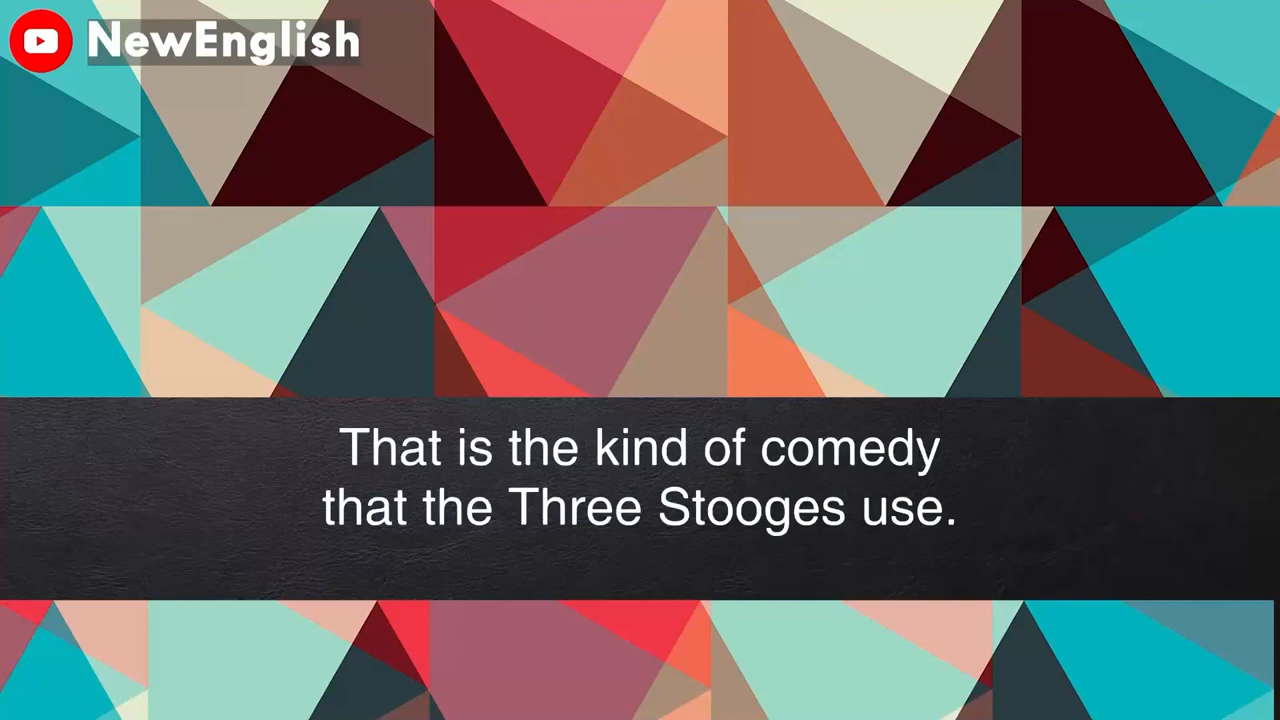 NewEnglish
That is the kind of comedy
that the Three Stooges use.